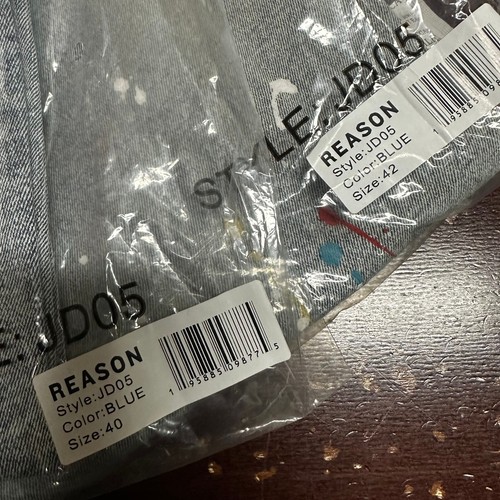 STYLE: JD05
REASON
Style:JD05
Color:BLUE
Size:42
E: JD05
REASON
Style:JD05
Color:BLUE
Size:40
1 95885 09877 5